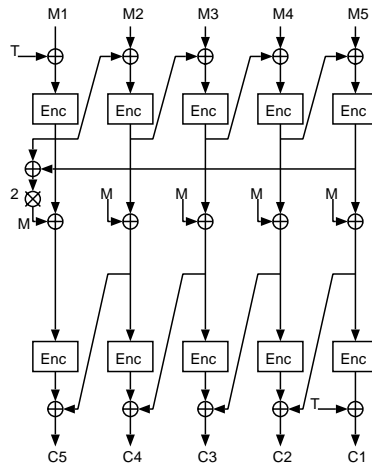 M1 M2 M3 M4 M5
T
Enc Enc Enc Enc Enc
2
M M M M M
Enc Enc Enc Enc Enc
T
C5 C4 C3 C2 C1